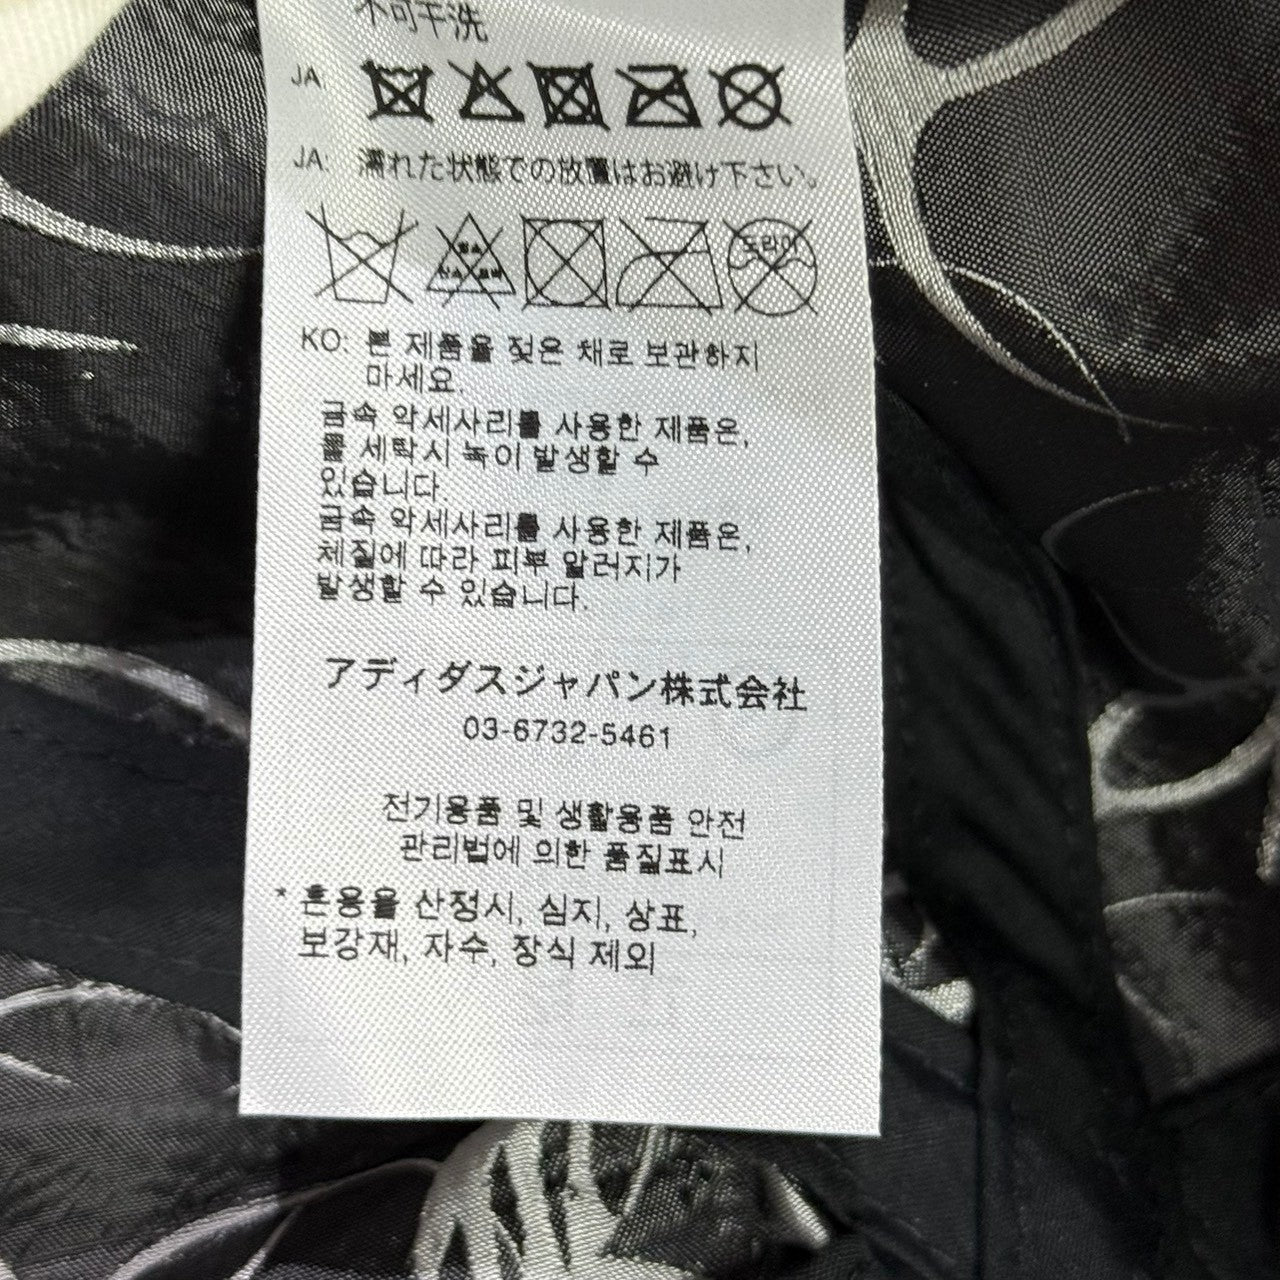 不可干洗
JA:
JA: 濡れた状態での放置はお避け下さい。
드라이
KO: 본 제품을 젖은 채로 보관하지
마세요.
금속 악세사리를 사용한 제품은,
물 세탁시 녹이 발생할 수
있습니다.
금속 악세사리를 사용한 제품은,
체질에 따라 피부 알러지가
발생할 수 있습니다.
アディダスジャパン株式会社
03-6732-5461
전기용품 및 생활용품 안전
관리법에 의한 품질표시
* 혼용율 산정시, 심지, 상표,
보강재, 자수, 장식 제외